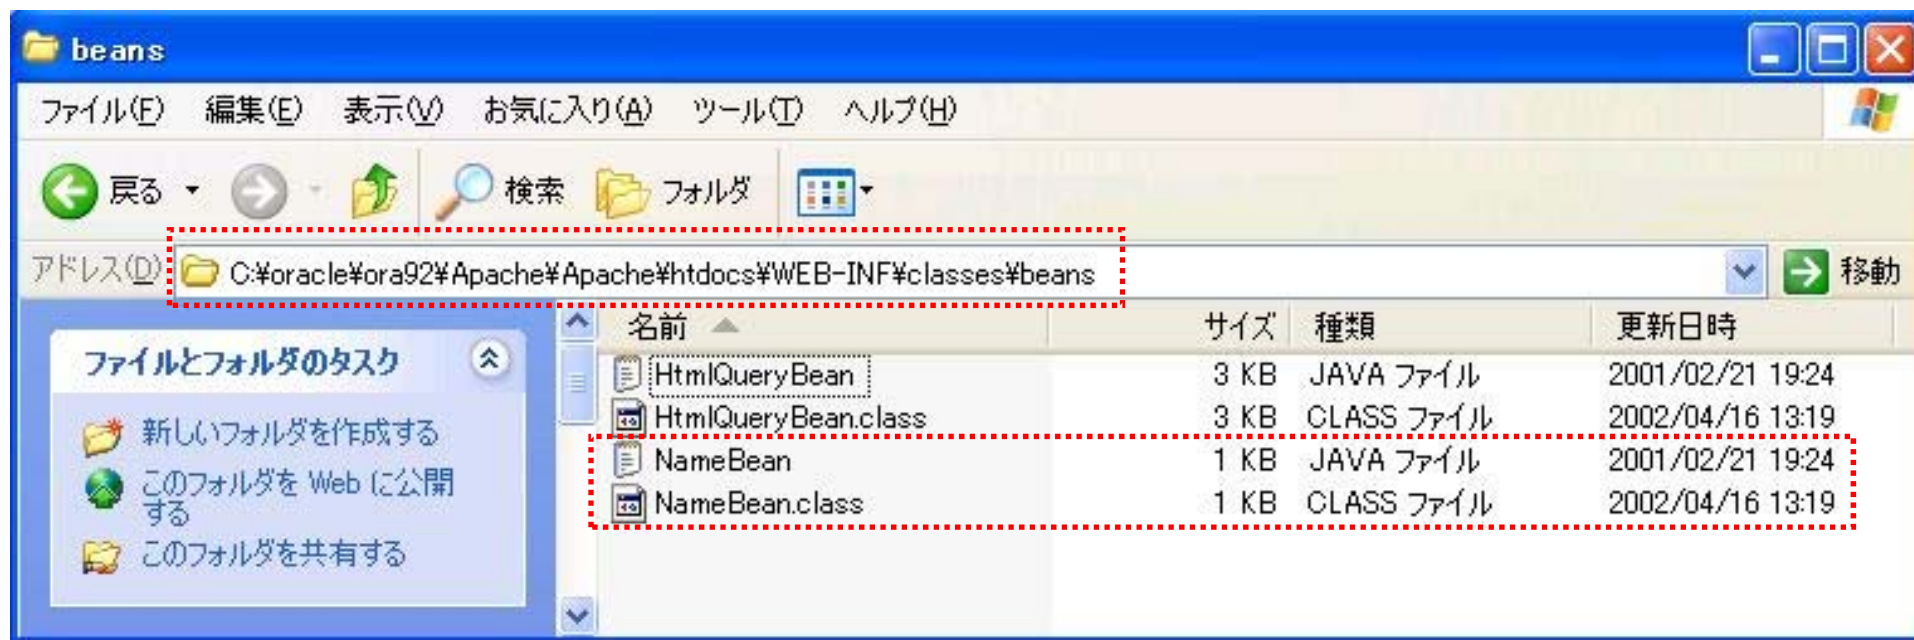 beans
ファイル(F) 編集(E) 表示(V) お気に入り(A) ツール(T) ヘルプ(H)
戻る 検索 フォルダ
アドレス(D) C:¥oracle¥ora92¥Apache¥Apache¥htdocs¥WEB-INF¥classes¥beans 移動
名前 サイズ 種類 更新日時
ファイルとフォルダのタスク
新しいフォルダを作成する
このフォルダを Web に公開
する
このフォルダを共有する
HtmlQueryBean 3 KB JAVA ファイル 2001/02/21 19:24
HtmlQueryBean.class 3 KB CLASS ファイル 2002/04/16 13:19
NameBean 1 KB JAVA ファイル 2001/02/21 19:24
NameBean.class 1 KB CLASS ファイル 2002/04/16 13:19